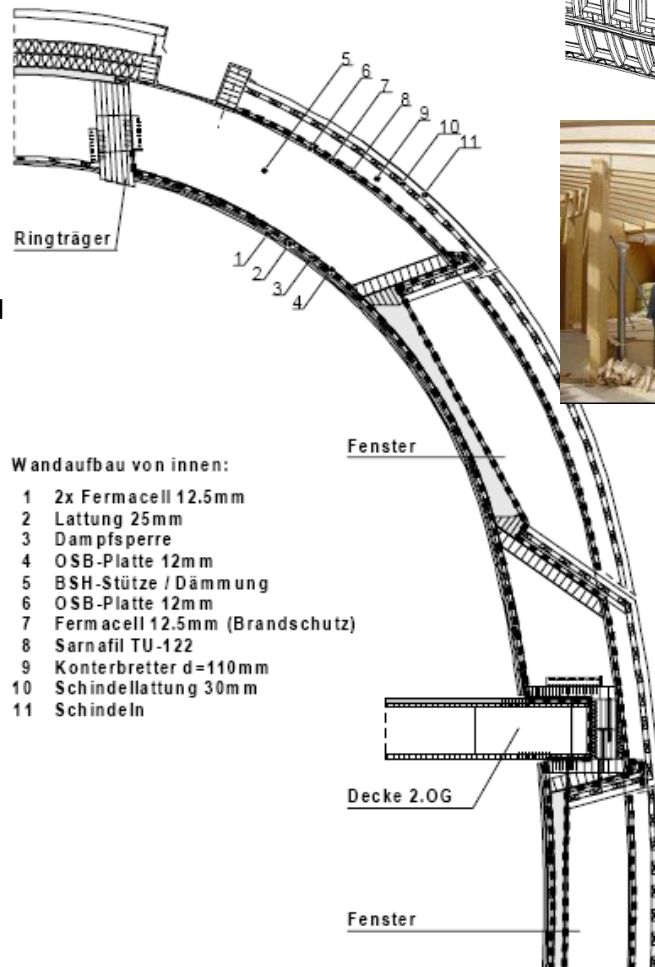 5
6
7
8
9
10
11
Ringträger
1
2
3
4
Fenster
Wandaufbau von innen:
1 2x Fermacell 12.5mm
2 Lattung 25mm
3 Dampfsperre
4 OSB-Platte 12mm
5 BSH-Stütze / Dämmung
6 OSB-Platte 12mm
7 Fermacell 12.5mm (Brandschutz)
8 Sarnafil TU-122
9 Konterbretter d=110mm
10 Schindellattung 30mm
11 Schindeln
Decke 2.OG
Fenster